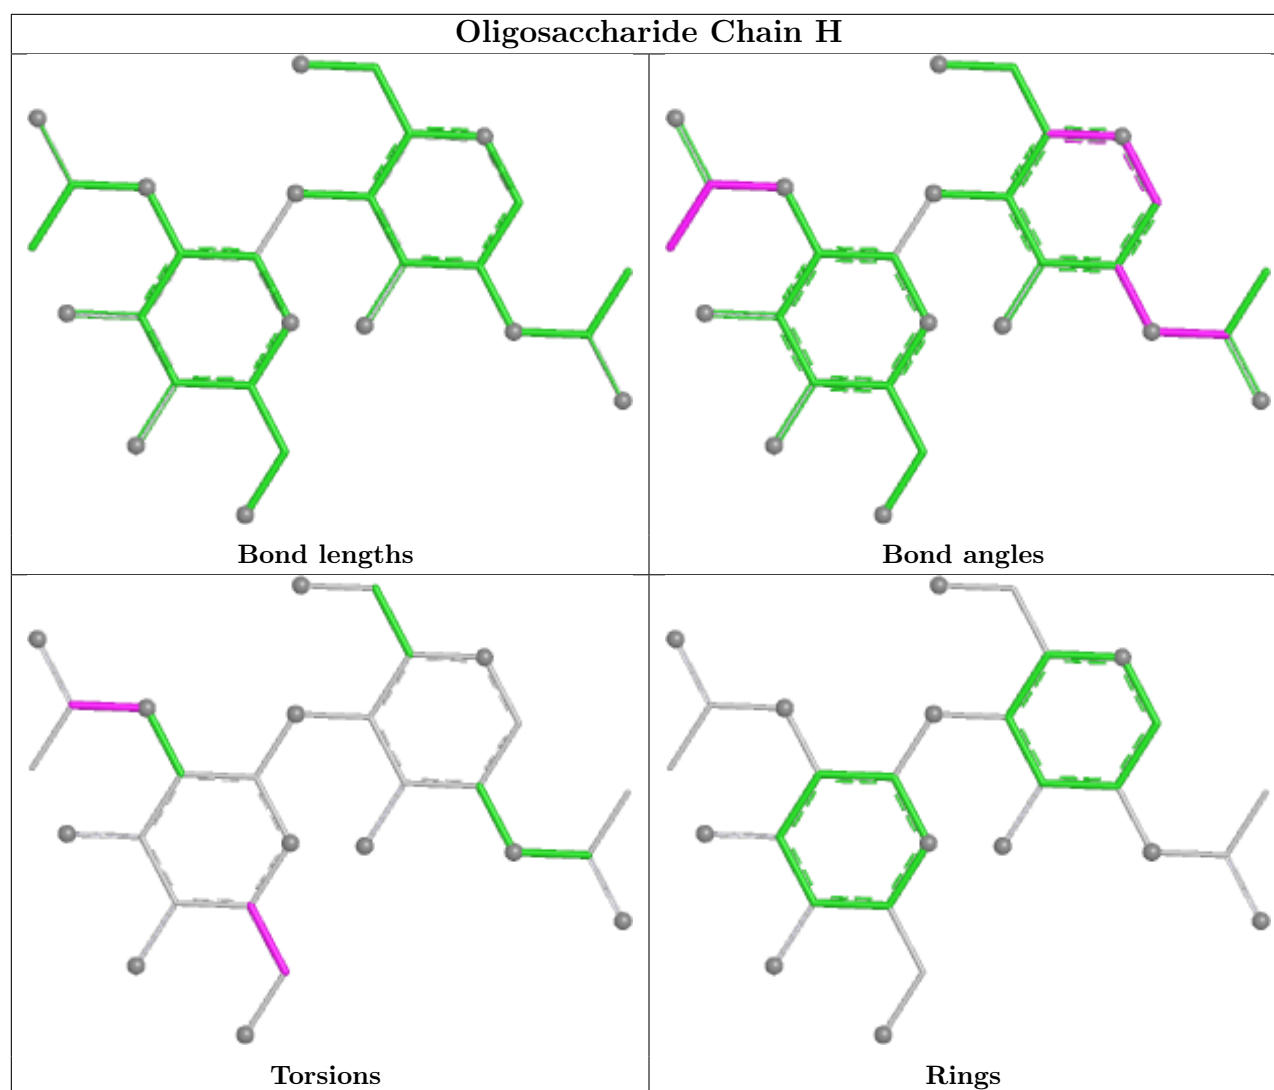 Oligosaccharide Chain H
Bond lengths
Bond angles
Torsions
Rings